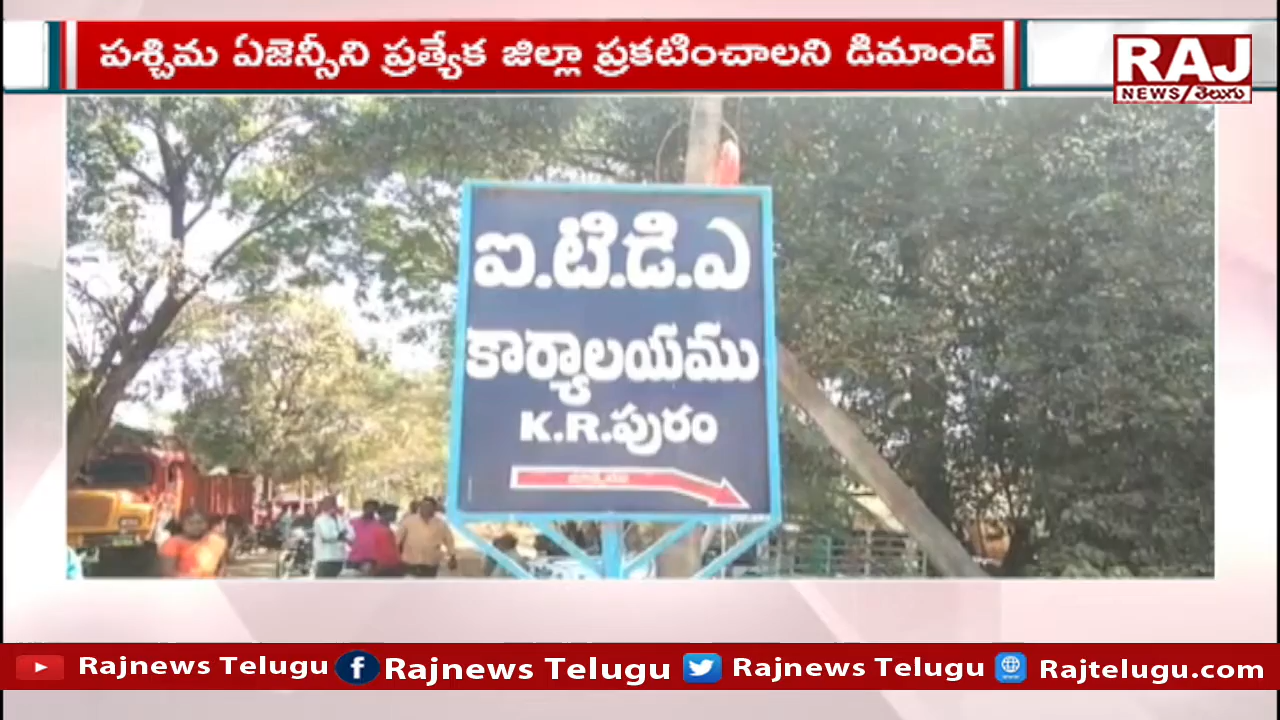 పశ్చిమ ఏజెన్సీని ప్రత్యేక జిల్లా ప్రకటించాలని డిమాండ్
RAJ
NEWS తెలుగు
ఐ.టి.డి.ఎ
కార్యాలయము
K.R.పురం
Rajnews Telugu Rajnews Telugu Rajnews Telugu Rajtelugu.com